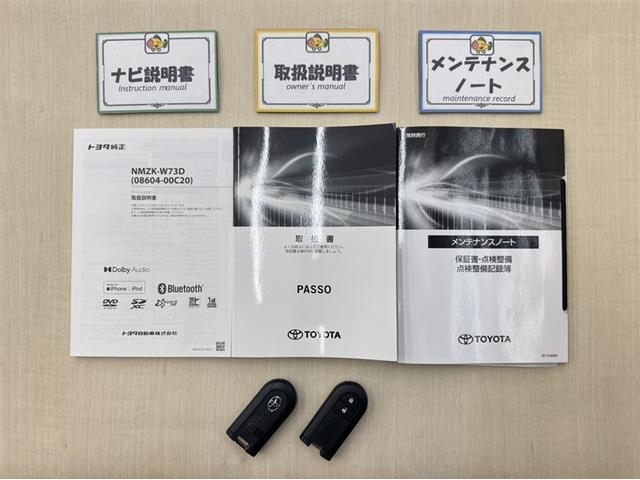 ナビ説明書
Instruction manual
取扱説明書
owner's manual
メンテナンス
ノート
maintenance record
トヨタ純正
NMZK-W73D
(08604-00C20)
取扱説明書
Dolby Audio
iPhone | iPod
Bluetooth
DVD
トヨタ自動車株式会社
取扱書
PASSO
TOYOTA
メンテナンスノート
保証書・点検整備
点検整備記録簿
TOYOTA